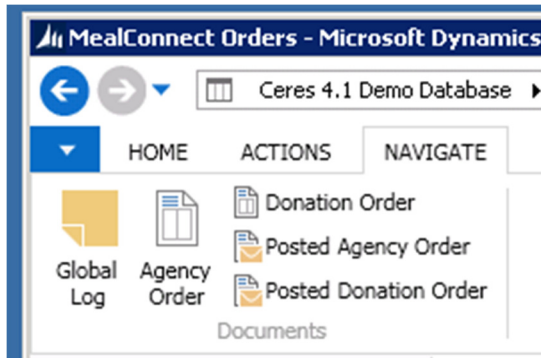 MealConnect Orders - Microsoft Dynamics
Ceres 4.1 Demo Database
HOME ACTIONS NAVIGATE
Global Log
Agency Order
Donation Order
Posted Agency Order
Posted Donation Order
Documents